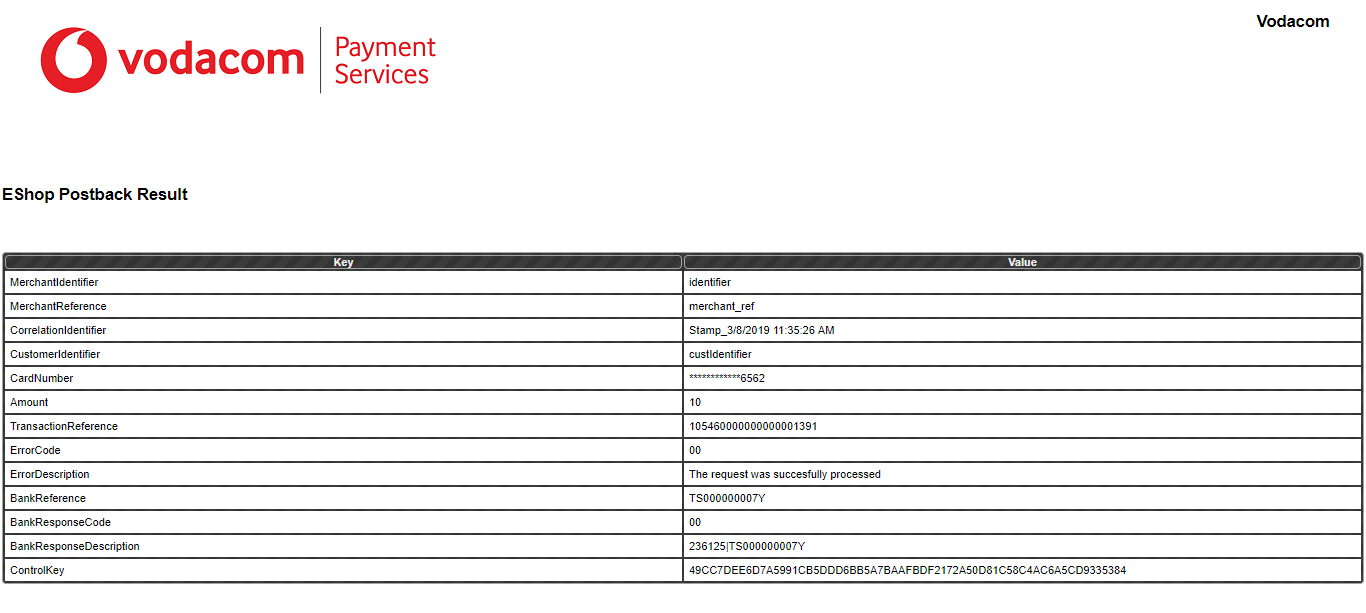 Vodacom
vodacom
Payment
Services
EShop Postback Result
Key Value
MerchantIdentifier identifier
MerchantReference merchant_ref
CorrelationIdentifier Stamp_3/8/2019 11:35:26 AM
CustomerIdentifier custIdentifier
CardNumber ************6562
Amount 10
TransactionReference 105460000000000001391
ErrorCode 00
ErrorDescription The request was succesfully processed
BankReference TS000000007Y
BankResponseCode 00
BankResponseDescription 236125|TS000000007Y
ControlKey 49CC7DEE6D7A5991CB5DDD6BB5A7BAAFBDF2172A50D81C58C4AC6A5CD9335384